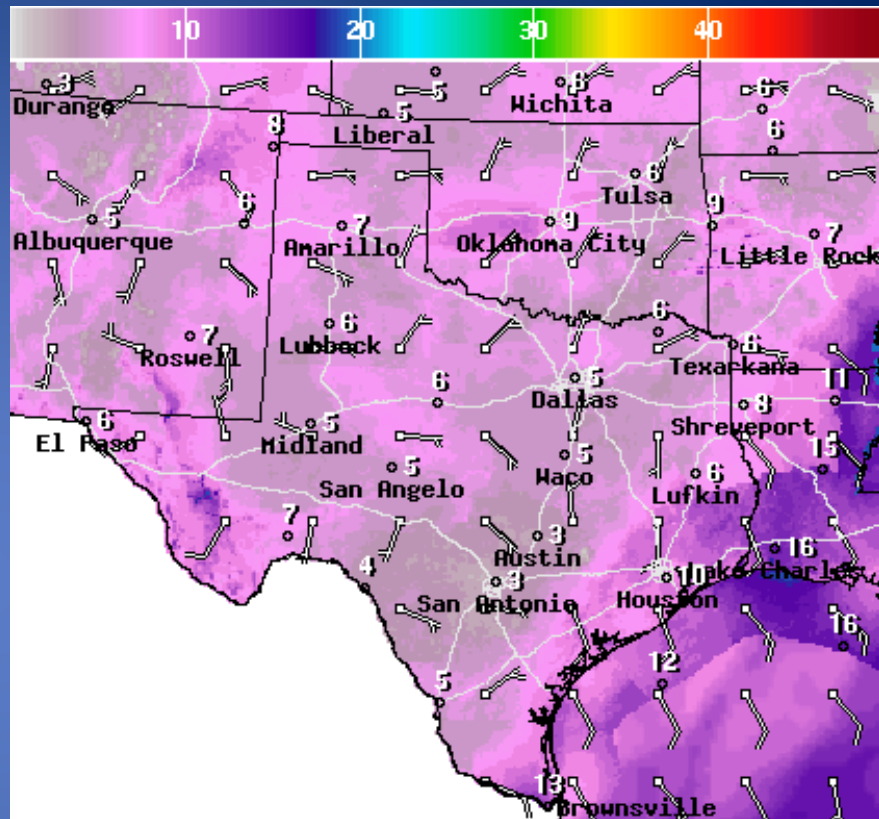 10 20 30 40
3 5 6 6
Durango Wichita
8 5 6
Liberal
6
Tulsa
5 6 7 9 9 7
Albuquerque Amarillo Oklahoma City Little Rock
7 6 6 6
Roswell Lubbock Texarkana
5
6 Dallas 11
6 5 8
El Paso Midland Shreveport
5 5 6 15
San Angelo Waco Lufkin
7 3 16
Austin Lake Charles
4 3 10
San Antonio Houston
16
12
5
13
Brownsville